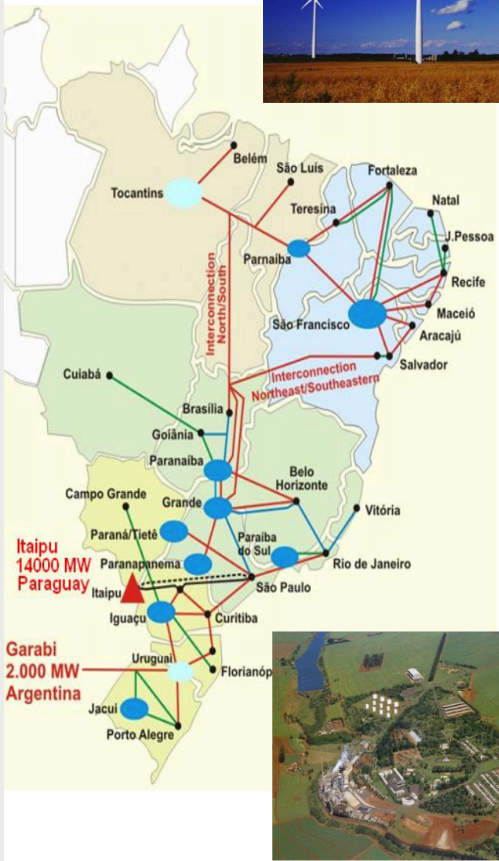 Belém
São Luís
Fortaleza
Tocantins
Teresina
Natal
J.Pessoa
Parnaíba
Recife
Interconnection
North/South
São Francisco
Maceió
Aracajú
Salvador
Interconnection
Northeast/Southeastern
Cuiabá
Brasília
Goiânia
Paranaíba
Belo
Horizonte
Campo Grande
Grande
Vitória
Paraná/Tietê
Paraíba
do Sul
Itaipu
14000 MW
Paraguay
Paranapanema
Rio de Janeiro
Itaipu
São Paulo
Iguaçu
Curitiba
Garabi
2.000 MW
Argentina
Uruguai
Florianóp
Jacui
Porto Alegre